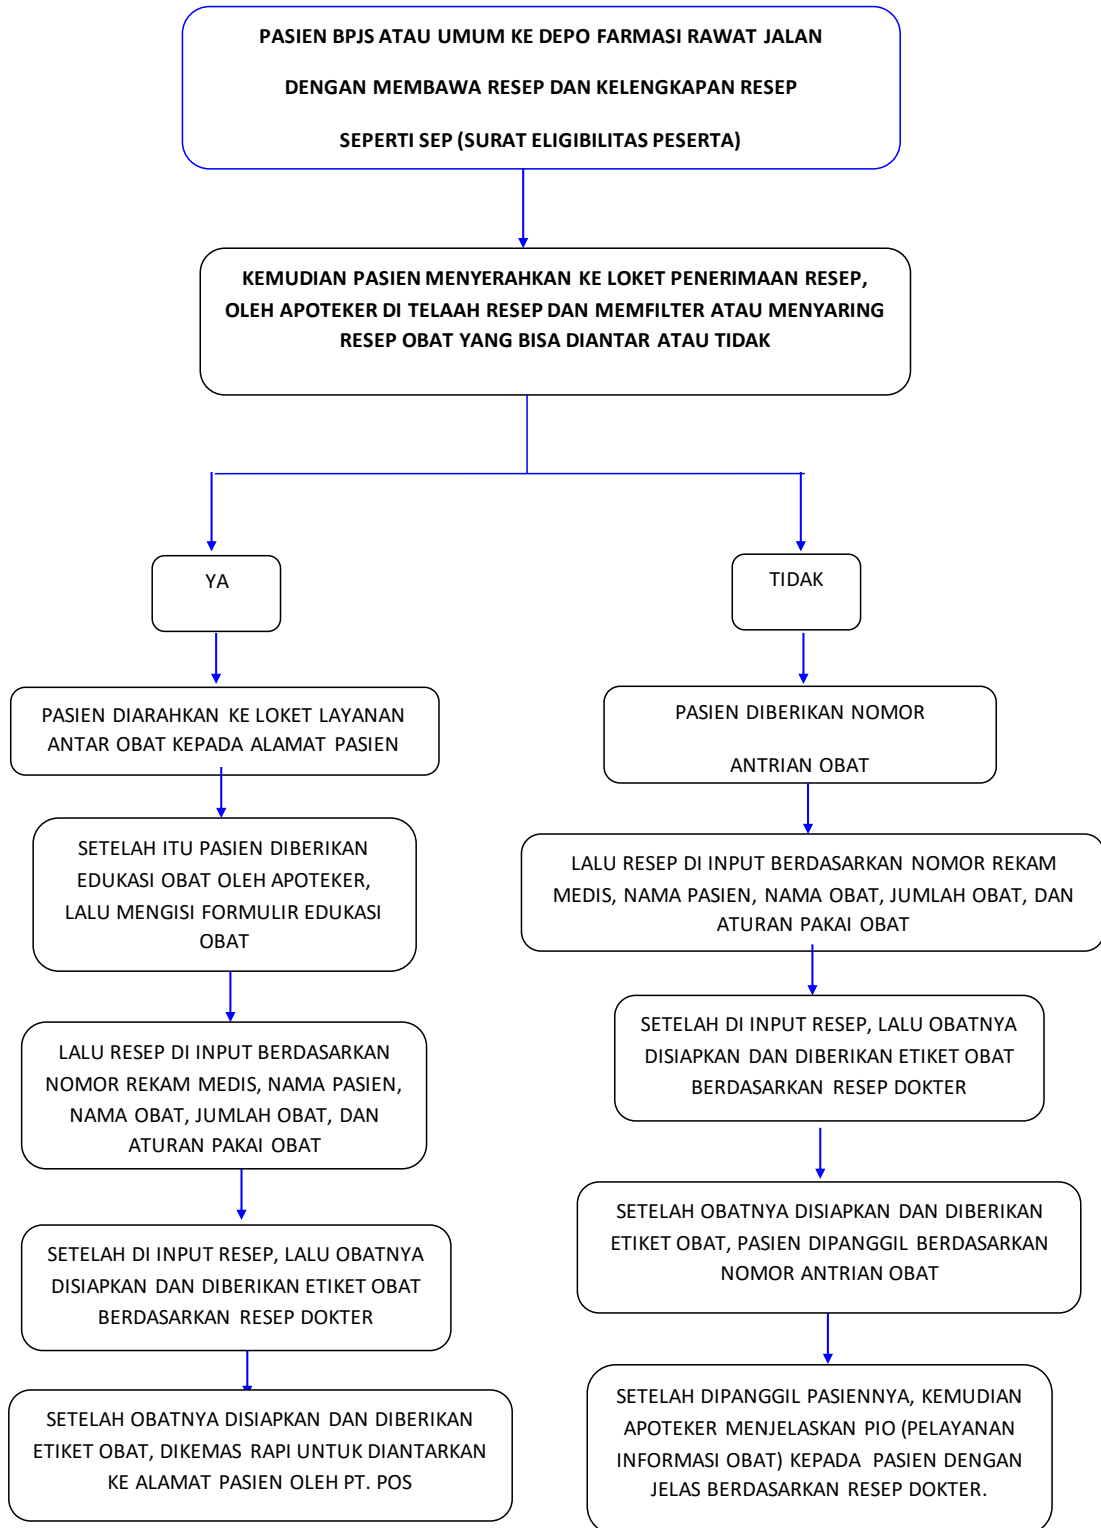 PASIEN BPJS ATAU UMUM KE DEPO FARMASI RAWAT JALAN
DENGAN MEMBAWA RESEP DAN KELENGKAPAN RESEP
SEPERTI SEP (SURAT ELIGIBILITAS PESERTA)
KEMUDIAN PASIEN MENYERAHKAN KE LOKET PENERIMAAN RESEP,
OLEH APOTEKER DI TELAAH RESEP DAN MEMFILTER ATAU MENYARING
RESEP OBAT YANG BISA DIANTAR ATAU TIDAK
YA
PASIEN DIARAHKAN KE LOKET LAYANAN
ANTAR OBAT KEPADA ALAMAT PASIEN
SETELAH ITU PASIEN DIBERIKAN
EDUKASI OBAT OLEH APOTEKER,
LALU MENGISI FORMULIR EDUKASI
OBAT
LALU RESEP DI INPUT BERDASARKAN
NOMOR REKAM MEDIS, NAMA PASIEN,
NAMA OBAT, JUMLAH OBAT, DAN
ATURAN PAKAI OBAT
SETELAH DI INPUT RESEP, LALU OBATNYA
DISIAPKAN DAN DIBERIKAN ETIKET OBAT
BERDASARKAN RESEP DOKTER
SETELAH OBATNYA DISIAPKAN DAN DIBERIKAN
ETIKET OBAT, DIKEMAS RAPI UNTUK DIANTARKAN
KE ALAMAT PASIEN OLEH PT. POS
TIDAK
PASIEN DIBERIKAN NOMOR
ANTRIAN OBAT
LALU RESEP DI INPUT BERDASARKAN NOMOR REKAM
MEDIS, NAMA PASIEN, NAMA OBAT, JUMLAH OBAT, DAN
ATURAN PAKAI OBAT
SETELAH DI INPUT RESEP, LALU OBATNYA
DISIAPKAN DAN DIBERIKAN ETIKET OBAT
BERDASARKAN RESEP DOKTER
SETELAH OBATNYA DISIAPKAN DAN DIBERIKAN
ETIKET OBAT, PASIEN DIPANGGIL BERDASARKAN
NOMOR ANTRIAN OBAT
SETELAH DIPANGGIL PASIENNYA, KEMUDIAN
APOTEKER MENJELASKAN PIO (PELAYANAN
INFORMASI OBAT) KEPADA PASIEN DENGAN
JELAS BERDASARKAN RESEP DOKTER.